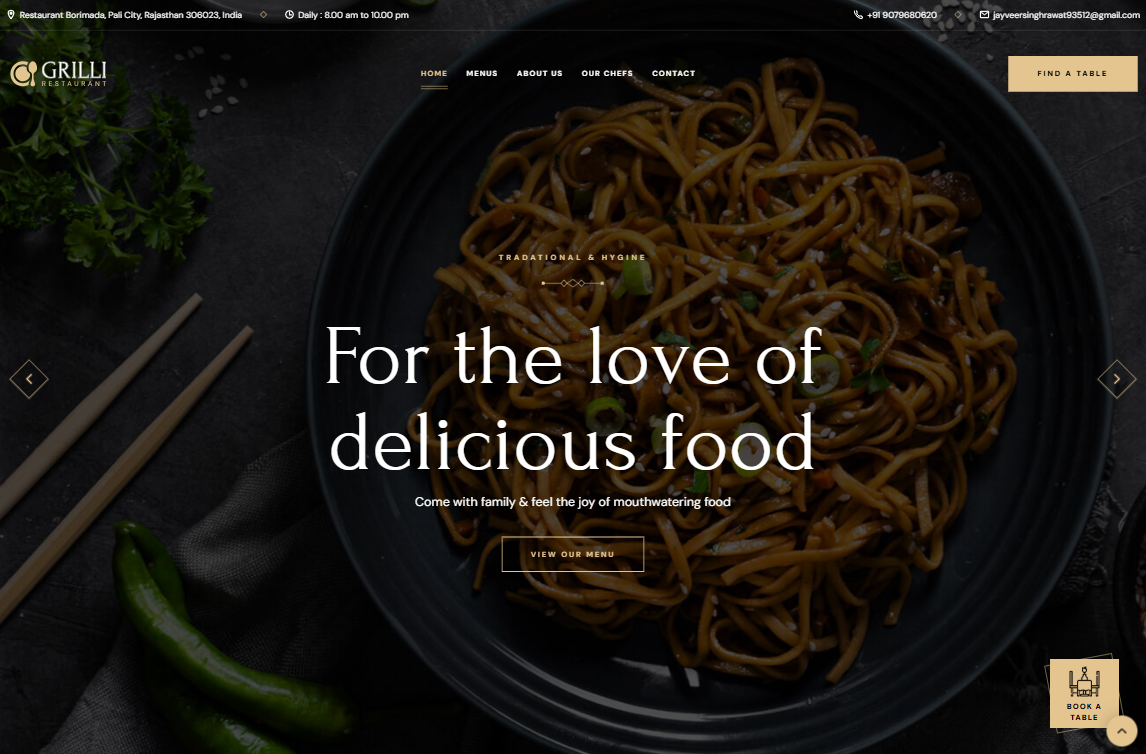 Restaurant Borimada, Pali City, Rajasthan 306023, India
Daily : 8.00 am to 10.00 pm
+91 9079680620
jayveersinghrawat93512@gmail.com
GRILLI
RESTAURANT
HOME
MENUS
ABOUT US
OUR CHEFS
CONTACT
FIND A TABLE
TRADATIONAL & HYGINE
For the love of
delicious food
Come with family & feel the joy of mouthwatering food
VIEW OUR MENU
BOOK A
TABLE